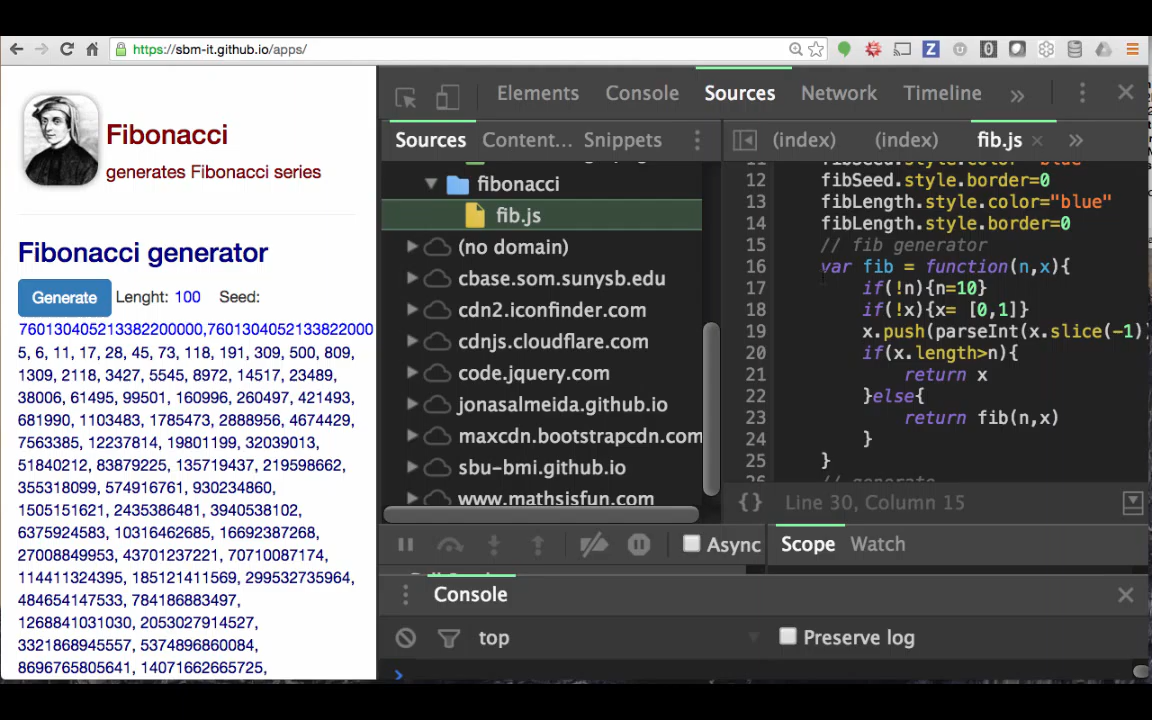 https://sbm-it.github.io/apps/
Fibonacci
generates Fibonacci series
Fibonacci generator
Generate Lenght: 100 Seed:
760130405213382200000,7601304052133822000
5, 6, 11, 17, 28, 45, 73, 118, 191, 309, 500, 809,
1309, 2118, 3427, 5545, 8972, 14517, 23489,
38006, 61495, 99501, 160996, 260497, 421493,
681990, 1103483, 1785473, 2888956, 4674429,
7563385, 12237814, 19801199, 32039013,
51840212, 83879225, 135719437, 219598662,
355318099, 574916761, 930234860,
1505151621, 2435386481, 3940538102,
6375924583, 10316462685, 16692387268,
27008849953, 43701237221, 70710087174,
114411324395, 185121411569, 299532735964,
484654147533, 784186883497,
1268841031030, 2053027914527,
3321868945557, 5374896860084,
8696765805641, 14071662665725,
Elements Console Sources Network Timeline »
Sources Content... Snippets
fibonacci
fib.js
(no domain)
cbase.som.sunysb.edu
cdn2.iconfinder.com
cdnjs.cloudflare.com
code.jquery.com
jonasalmeida.github.io
maxcdn.bootstrapcdn.com
sbu-bmi.github.io
www.mathsisfun.com
(index) (index) fib.js × »
11 fibSeed.style.color="blue"
12 fibSeed.style.border=0
13 fibLength.style.color="blue"
14 fibLength.style.border=0
15 // fib generator
16 var fib = function(n,x){
17 if(!n){n=10}
18 if(!x){x= [0,1]}
19 x.push(parseInt(x.slice(-1)
20 if(x.length>n){
21 return x
22 }else{
23 return fib(n,x)
24 }
25 }
26 // generate
{} Line 30, Column 15
Async
Scope Watch
Console
top Preserve log